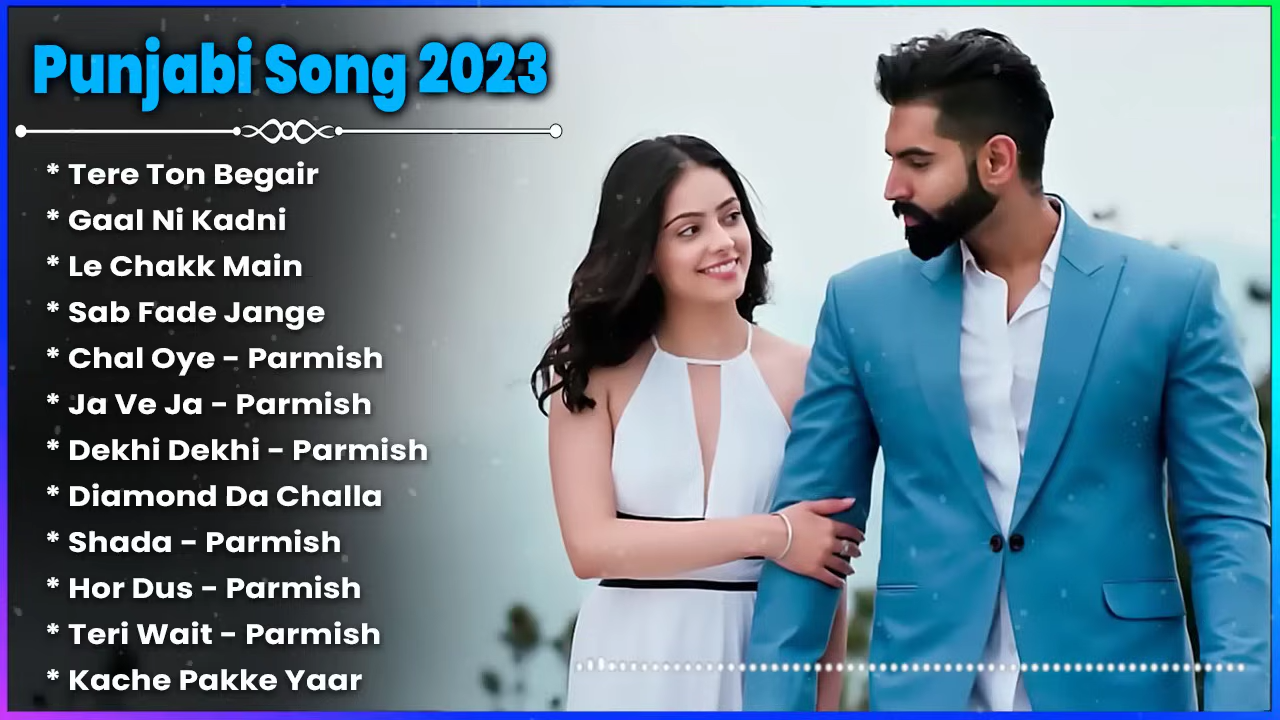 Punjabi Song 2023
* Tere Ton Begair
* Gaal Ni Kadni
* Le Chakk Main
* Sab Fade Jange
* Chal Oye - Parmish
* Ja Ve Ja - Parmish
* Dekhi Dekhi - Parmish
* Diamond Da Challa
* Shada - Parmish
* Hor Dus - Parmish
* Teri Wait - Parmish
* Kache Pakke Yaar